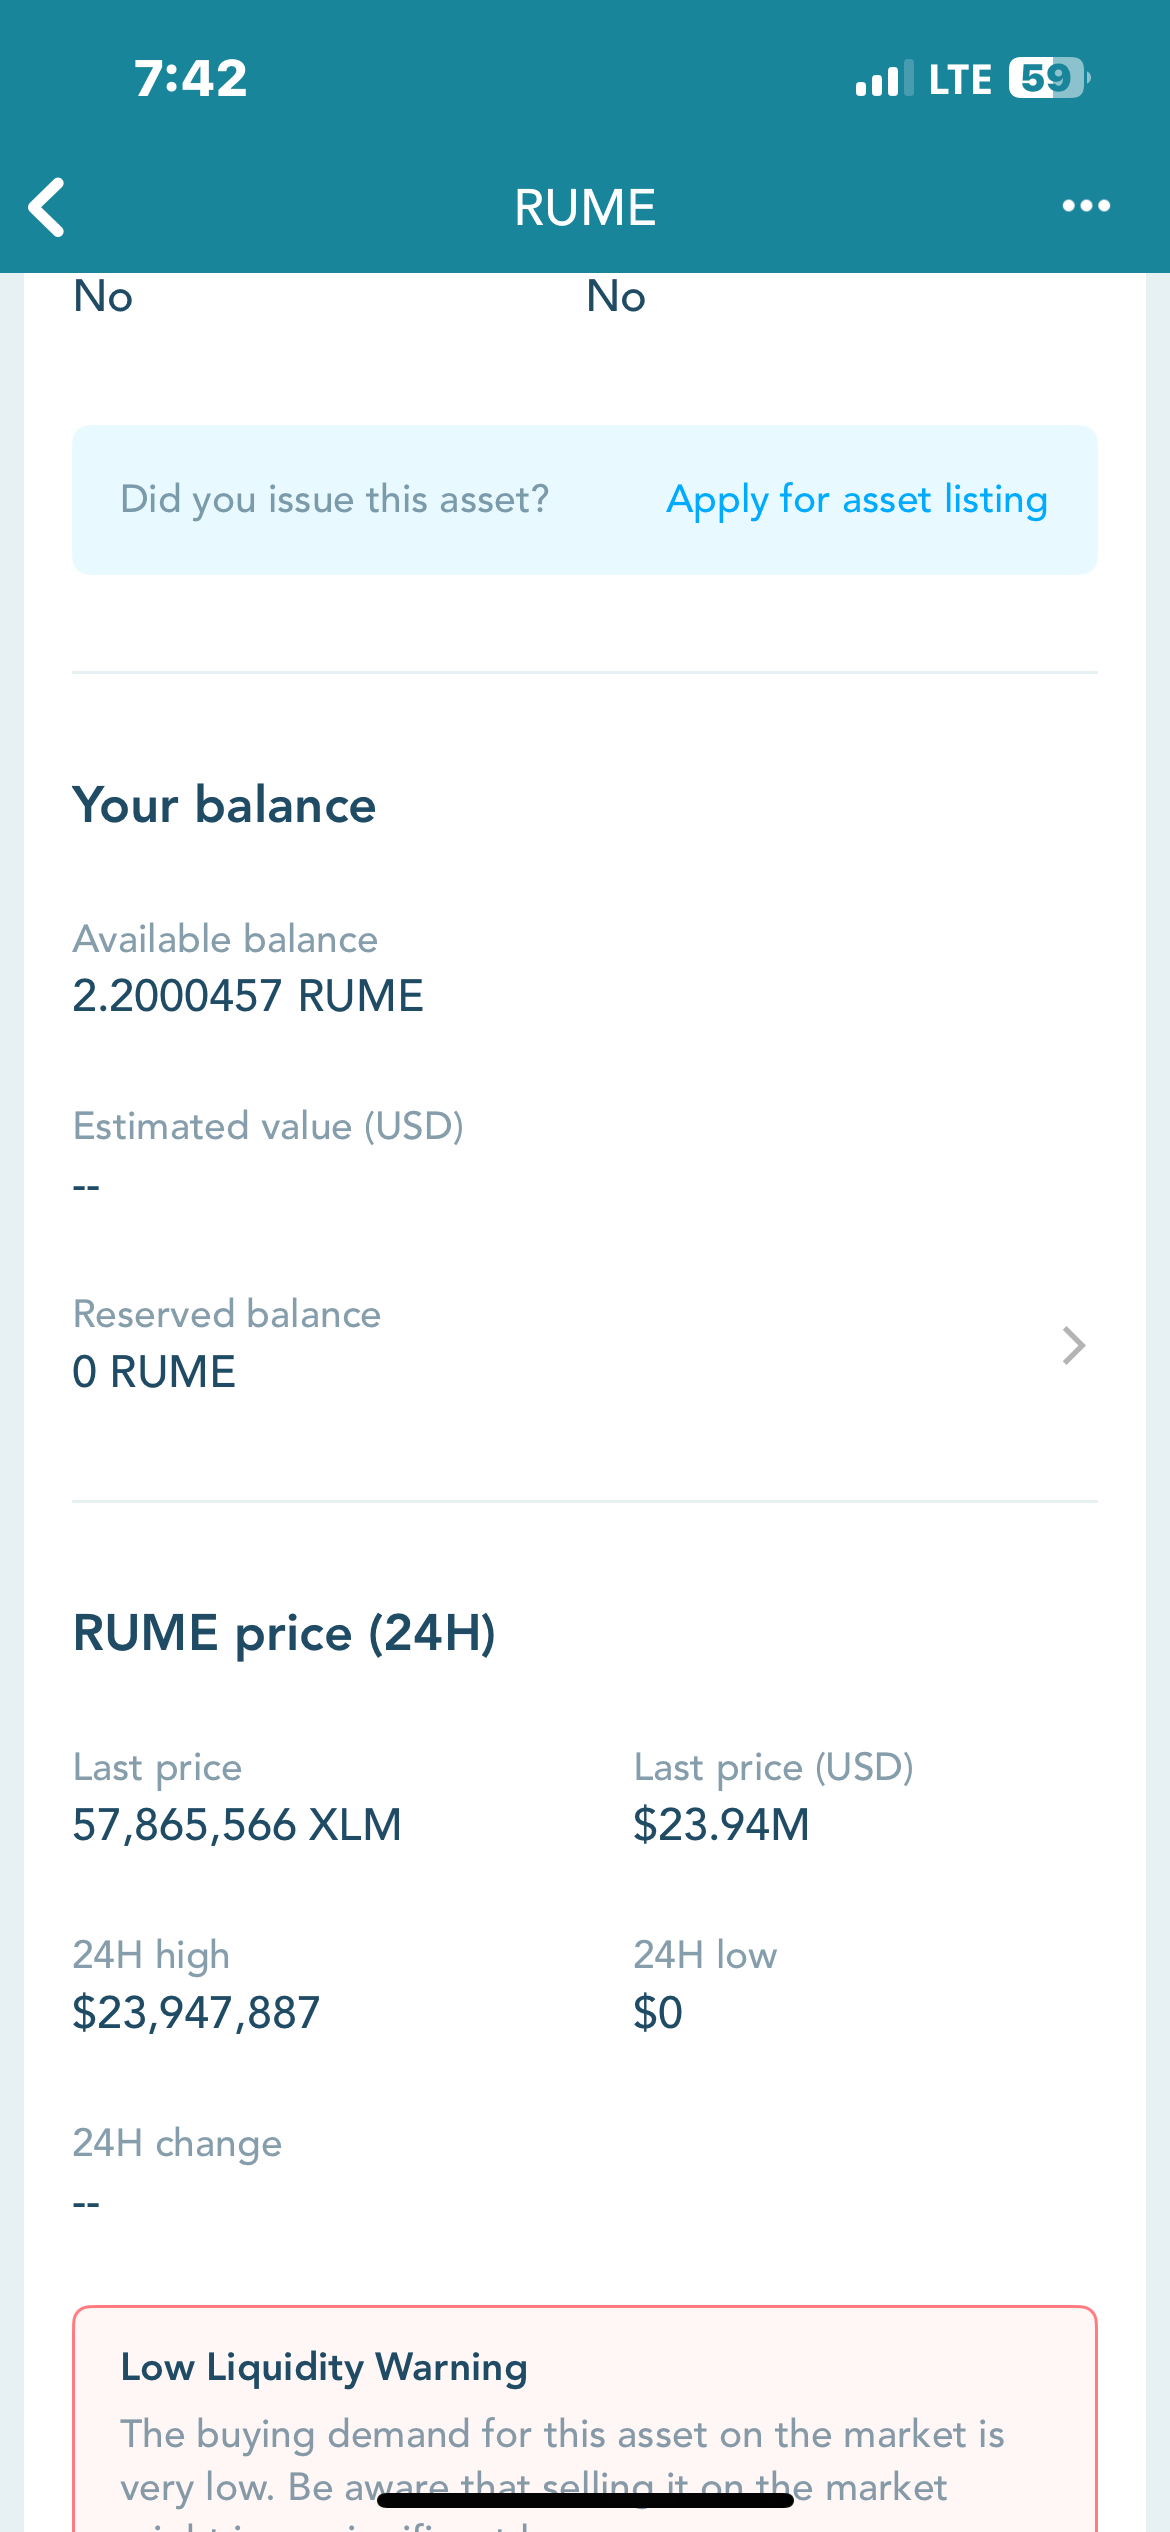 7:42
LTE 59
RUME
No No
Did you issue this asset? Apply for asset listing
Your balance
Available balance
2.2000457 RUME
Estimated value (USD)
--
Reserved balance
0 RUME
RUME price (24H)
Last price Last price (USD)
57,865,566 XLM $23.94M
24H high 24H low
$23,947,887 $0
24H change
--
Low Liquidity Warning
The buying demand for this asset on the market is
very low. Be aware that selling it on the market